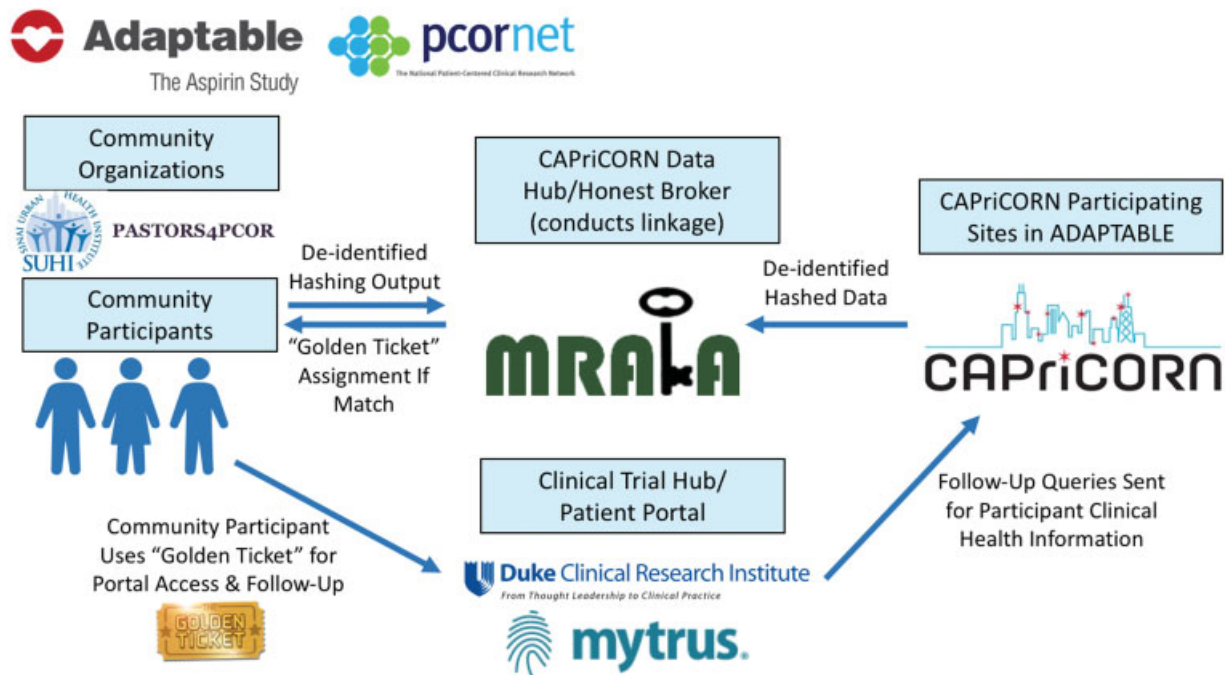 Adaptable
The Aspirin Study
pcornet
The National Patient-Centered Clinical Research Network
Community
Organizations
SINAI URBAN HEALTH INSTITUTE
SUHI
PASTORS4PCOR
Community
Participants
De-identified
Hashing Output
“Golden Ticket”
Assignment If
Match
CAPriCORN Data
Hub/Honest Broker
(conducts linkage)
MRAIA
De-identified
Hashed Data
CAPriCORN Participating
Sites in ADAPTABLE
CAPriCORN
Community Participant
Uses “Golden Ticket” for
Portal Access & Follow-Up
THE
GOLDEN
TICKET
Clinical Trial Hub/
Patient Portal
Duke Clinical Research Institute
From Thought Leadership to Clinical Practice
mytrus®
Follow-Up Queries Sent
for Participant Clinical
Health Information